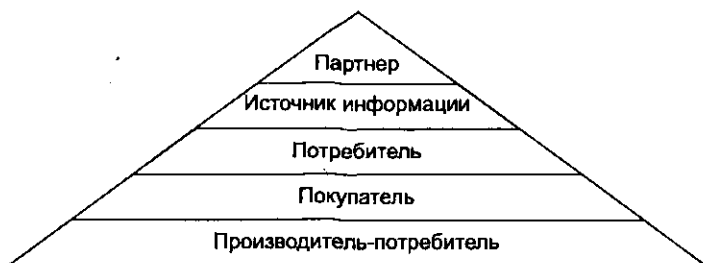 Партнер
Источник информации
Потребитель
Покупатель
Производитель-потребитель